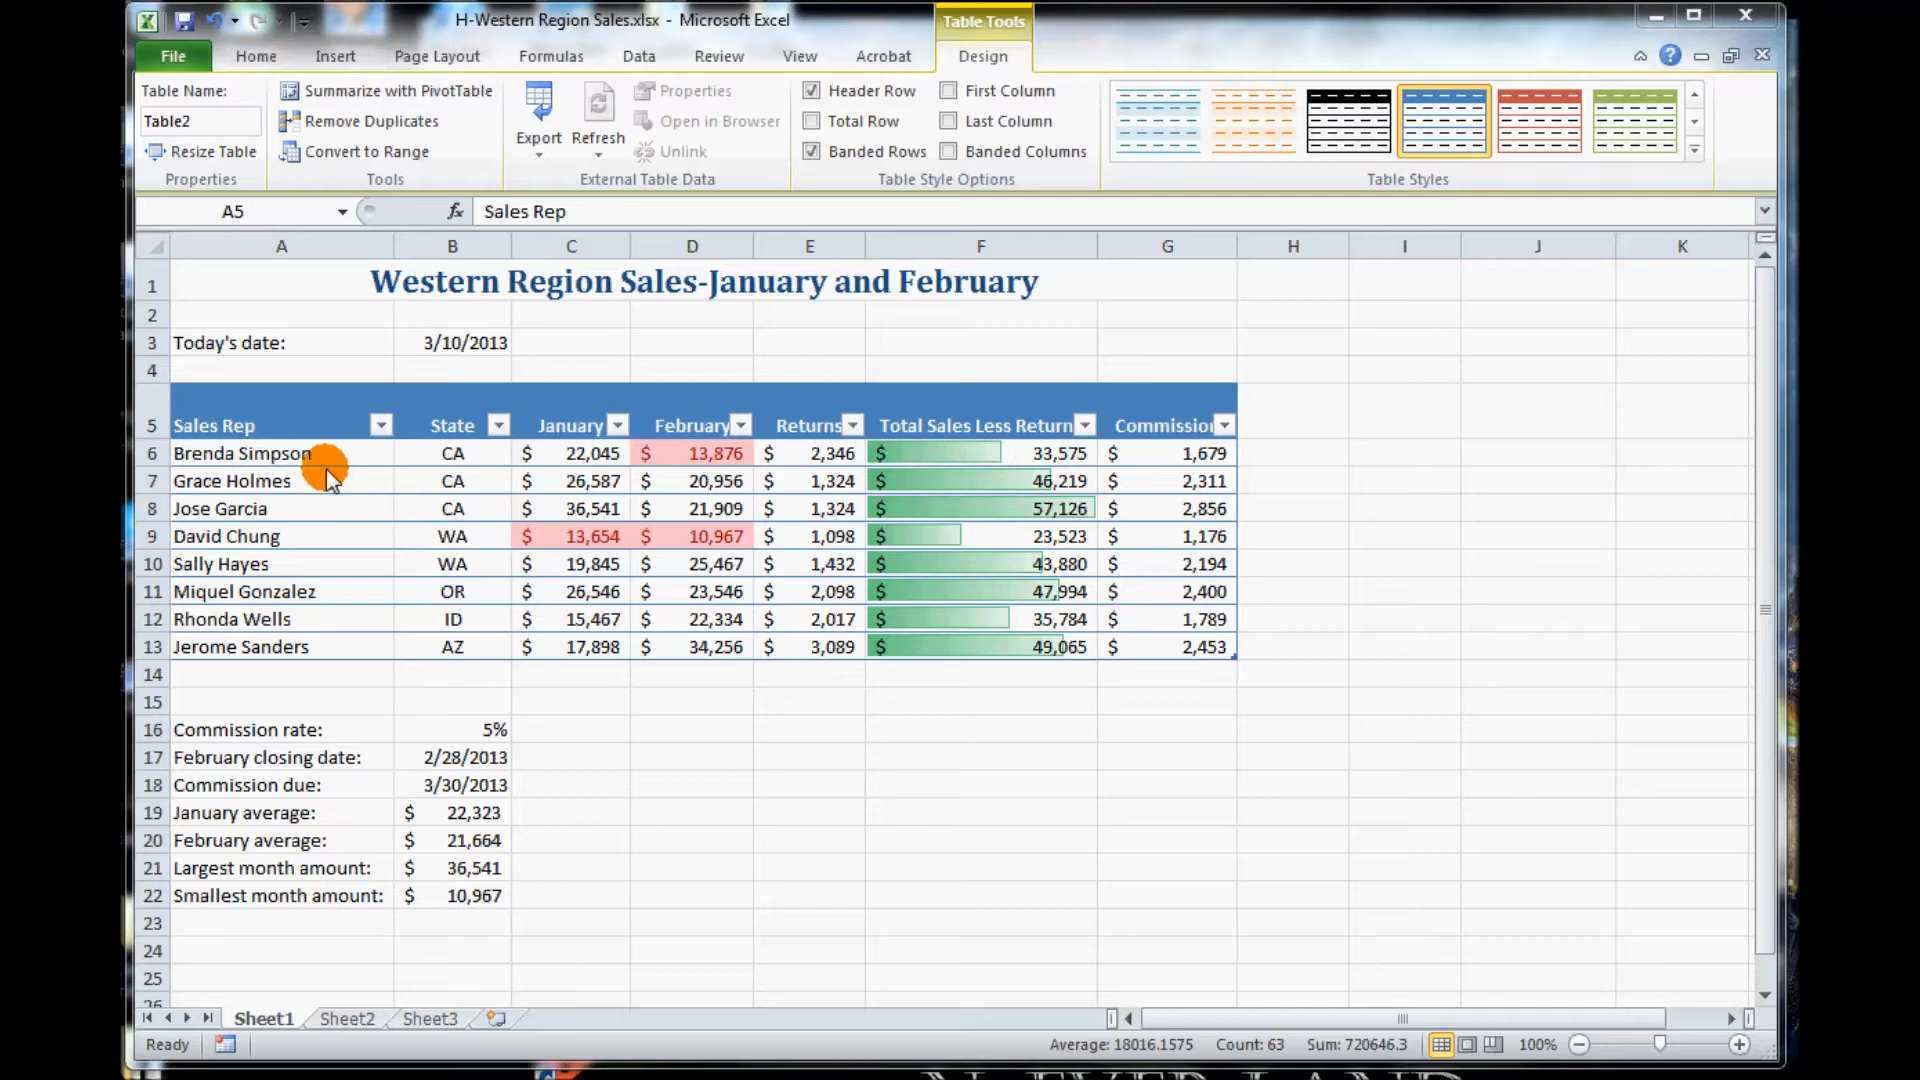 H-Western Region Sales.xlsx - Microsoft Excel
Table Tools
File Home Insert Page Layout Formulas Data Review View Acrobat Design
Table Name:
Table2
Resize Table
Properties
Summarize with PivotTable
Remove Duplicates
Convert to Range
Tools
Export
Refresh
Properties
Open in Browser
Unlink
External Table Data
Header Row
Total Row
Banded Rows
First Column
Last Column
Banded Columns
Table Style Options
Table Styles
A5 fx Sales Rep
A B C D E F G H I J K
1 Western Region Sales-January and February
2
3 Today's date: 3/10/2013
4
5 Sales Rep State January February Returns Total Sales Less Return Commissio
6 Brenda Simpson CA $ 22,045 $ 13,876 $ 2,346 $ 33,575 $ 1,679
7 Grace Holmes CA $ 26,587 $ 20,956 $ 1,324 $ 46,219 $ 2,311
8 Jose Garcia CA $ 36,541 $ 21,909 $ 1,324 $ 57,126 $ 2,856
9 David Chung WA $ 13,654 $ 10,967 $ 1,098 $ 23,523 $ 1,176
10 Sally Hayes WA $ 19,845 $ 25,467 $ 1,432 $ 43,880 $ 2,194
11 Miquel Gonzalez OR $ 26,546 $ 23,546 $ 2,098 $ 47,994 $ 2,400
12 Rhonda Wells ID $ 15,467 $ 22,334 $ 2,017 $ 35,784 $ 1,789
13 Jerome Sanders AZ $ 17,898 $ 34,256 $ 3,089 $ 49,065 $ 2,453
14
15
16 Commission rate: 5%
17 February closing date: 2/28/2013
18 Commission due: 3/30/2013
19 January average: $ 22,323
20 February average: $ 21,664
21 Largest month amount: $ 36,541
22 Smallest month amount: $ 10,967
23
24
25
26
Sheet1 Sheet2 Sheet3
Ready Average: 18016.1575 Count: 63 Sum: 720646.3 100%